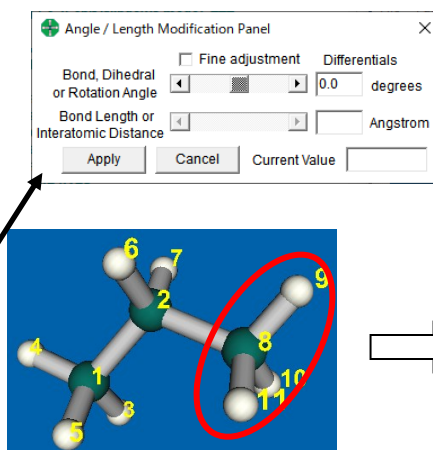 Angle / Length Modification Panel
Fine adjustment Differentials
Bond, Dihedral
or Rotation Angle 0.0 degrees
Bond Length or
Interatomic Distance Angstrom
Apply Cancel Current Value
6 7
2
9
4
1
8
3
10
11
5